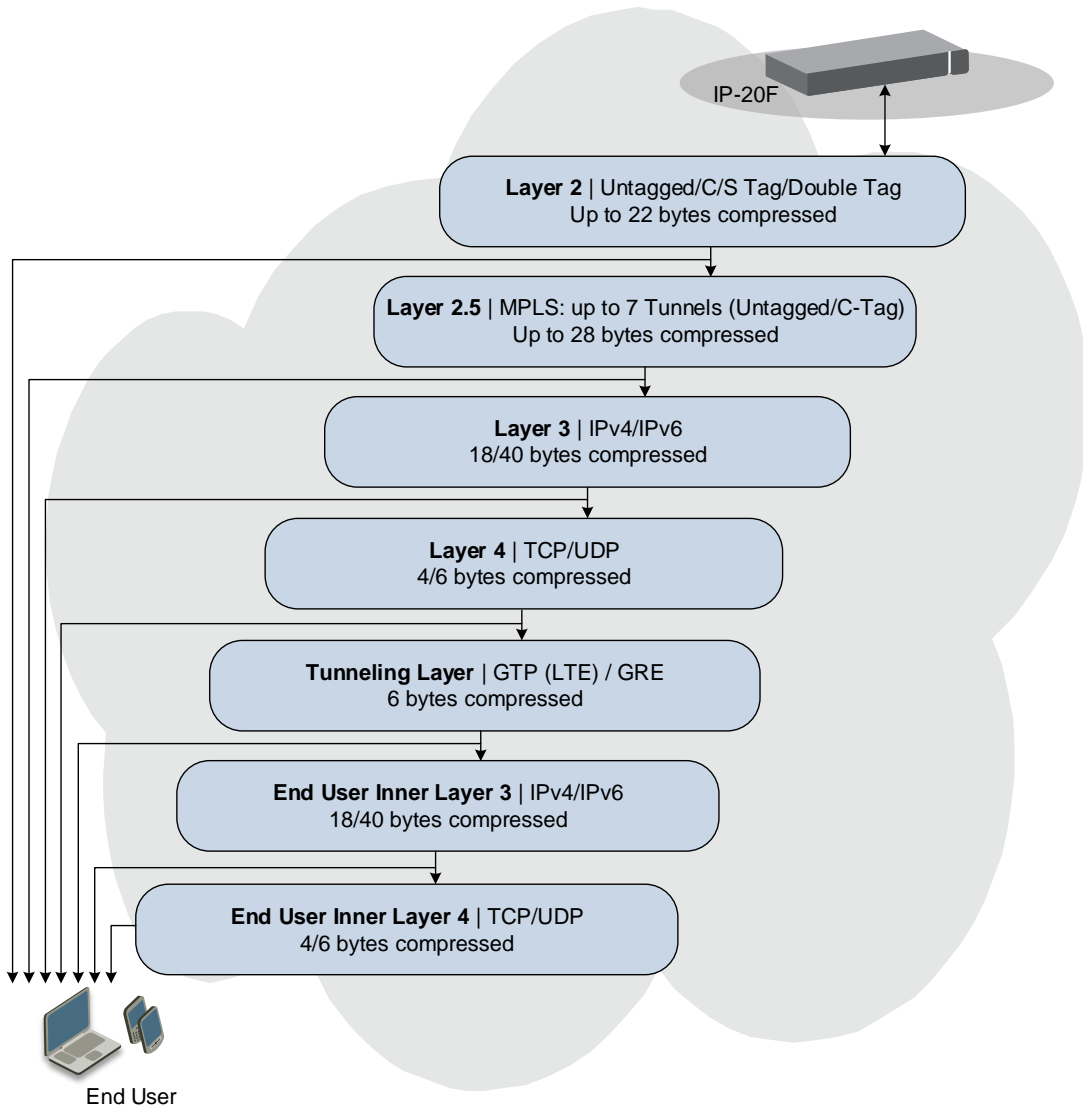 IP-20F
Layer 2 | Untagged/C/S Tag/Double Tag
Up to 22 bytes compressed
Layer 2.5 | MPLS: up to 7 Tunnels (Untagged/C-Tag)
Up to 28 bytes compressed
Layer 3 | IPv4/IPv6
18/40 bytes compressed
Layer 4 | TCP/UDP
4/6 bytes compressed
Tunneling Layer | GTP (LTE) / GRE
6 bytes compressed
End User Inner Layer 3 | IPv4/IPv6
18/40 bytes compressed
End User Inner Layer 4 | TCP/UDP
4/6 bytes compressed
End User